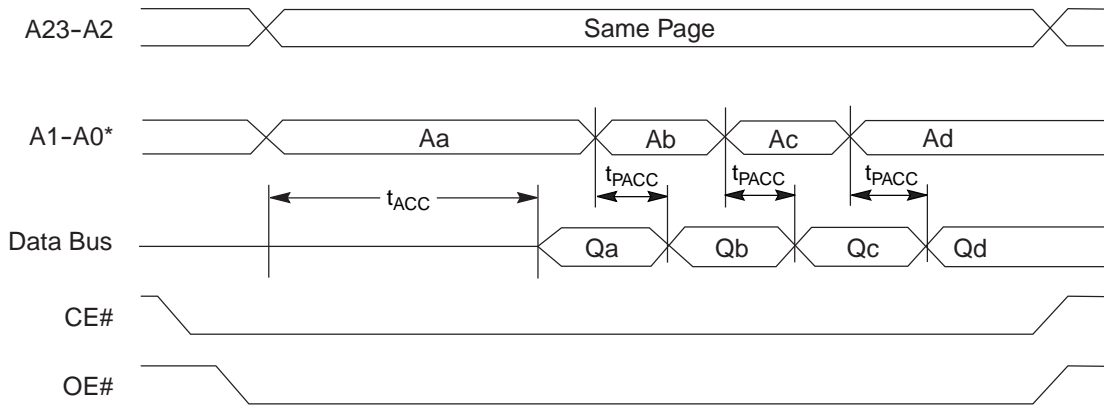 A23-A2 Same Page
A1-A0* Aa Ab Ac Ad
tACC tPACC tPACC tPACC
Data Bus Qa Qb Qc Qd
CE#
OE#